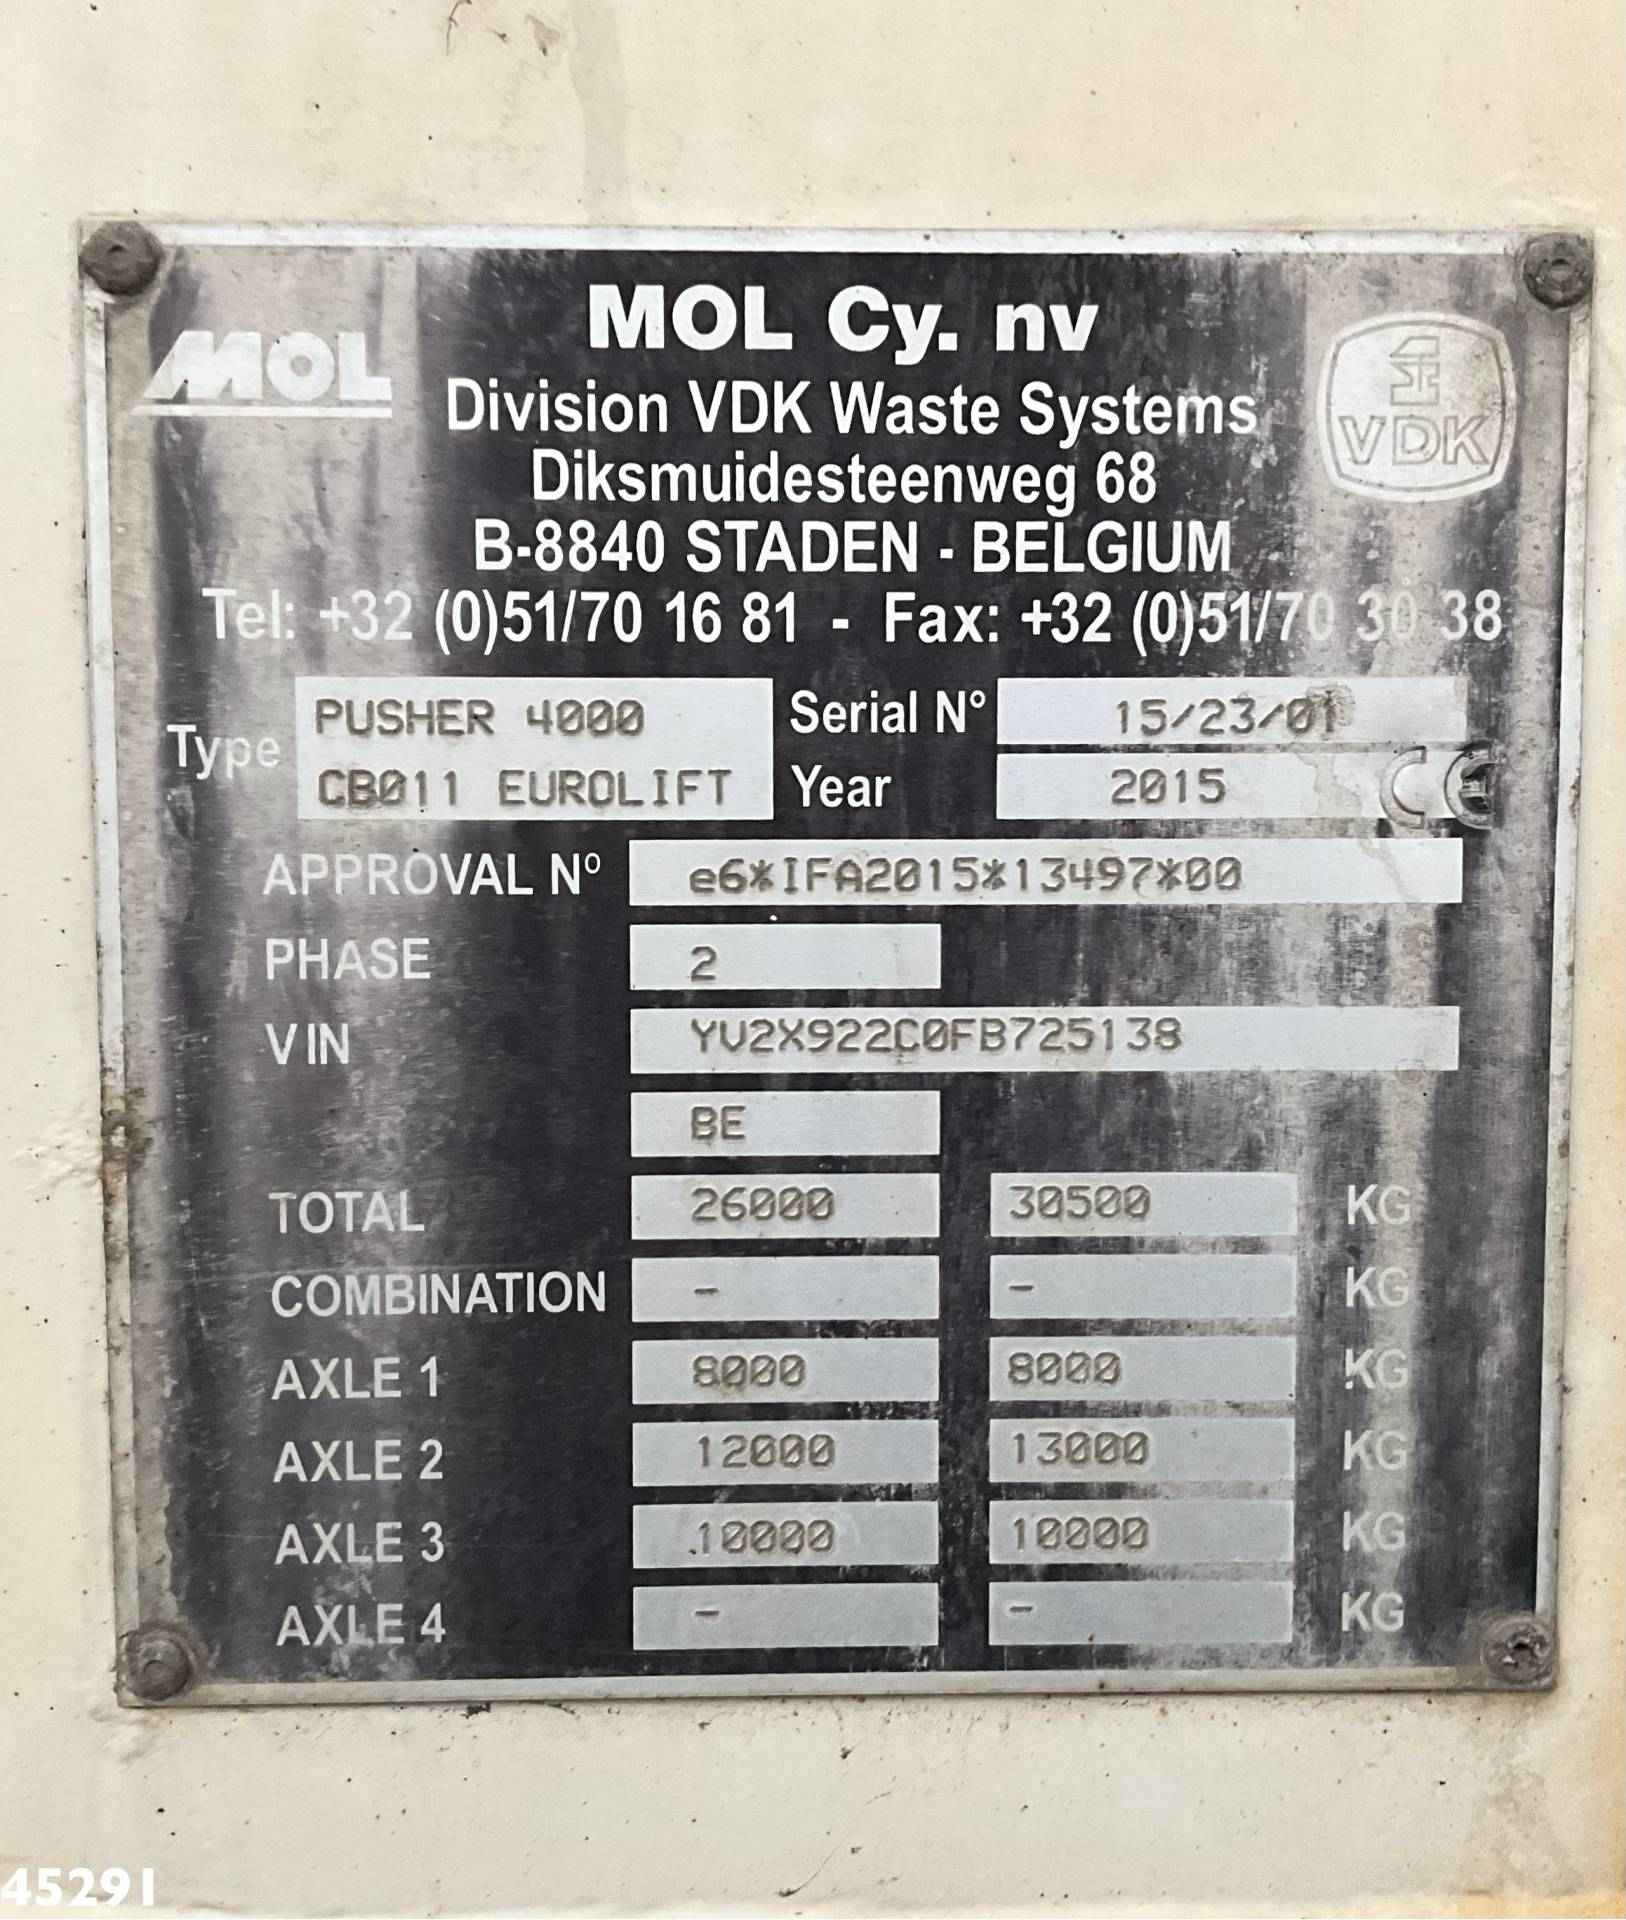 MOL Cy. nv
MOL
Division VDK Waste Systems
VDK
Diksmuidesteenweg 68
B-8840 STADEN - BELGIUM
Tel: +32 (0)51/70 16 81 - Fax: +32 (0)51/70 30 38
Type PUSHER 4000 Serial Nº 15/23/01
CB011 EUROLIFT Year 2015 CE
APPROVAL Nº e6*IFA2015*13497*00
PHASE 2
VIN YV2X922C0FB725138
BE
TOTAL 26000 30500 KG
COMBINATION - - KG
AXLE 1 8000 8000 KG
AXLE 2 12000 13000 KG
AXLE 3 10000 10000 KG
AXLE 4 - - KG
45291